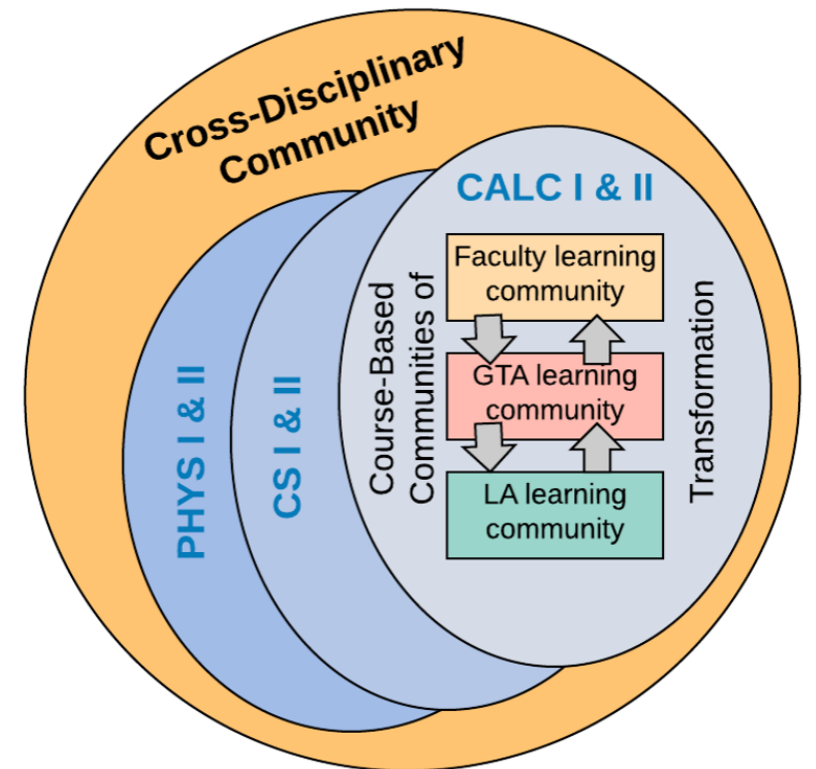 Cross-Disciplinary
Community
PHYS I & II
CS I & II
CALC I & II
Course-Based
Communities of
Transformation
Faculty learning
community
GTA learning
community
LA learning
community